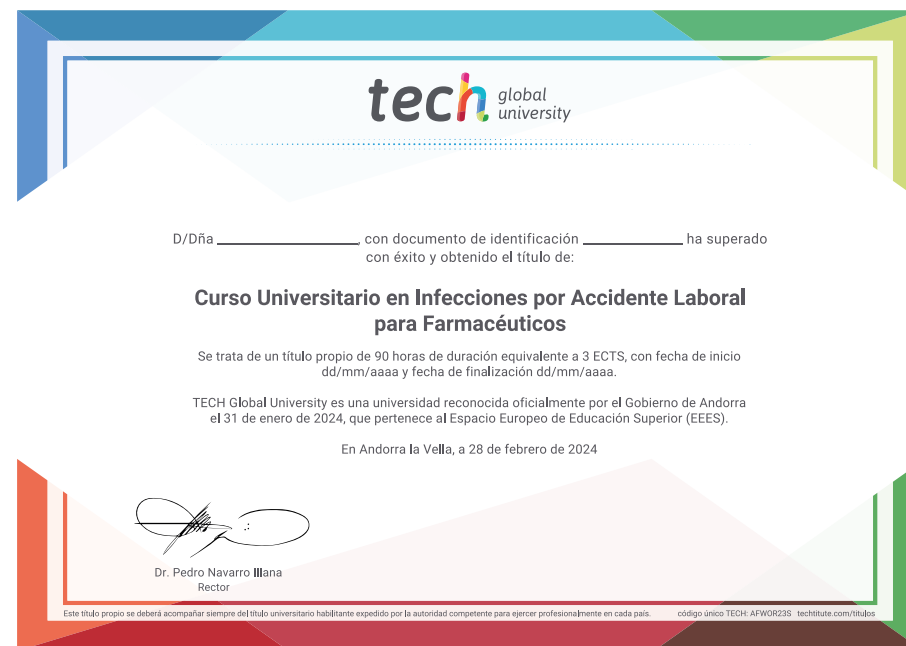 tech global university
D/Dña ____________________, con documento de identificación ______________ ha superado
con éxito y obtenido el título de:
Curso Universitario en Infecciones por Accidente Laboral
para Farmacéuticos
Se trata de un título propio de 90 horas de duración equivalente a 3 ECTS, con fecha de inicio
dd/mm/aaaa y fecha de finalización dd/mm/aaaa.
TECH Global University es una universidad reconocida oficialmente por el Gobierno de Andorra
el 31 de enero de 2024, que pertenece al Espacio Europeo de Educación Superior (EEES).
En Andorra la Vella, a 28 de febrero de 2024
Dr. Pedro Navarro Illana
Rector
Este título propio se deberá acompañar siempre del título universitario habilitante expedido por la autoridad competente para ejercer profesionalmente en cada país. código único TECH: AFWOR23S techtitute.com/titulos